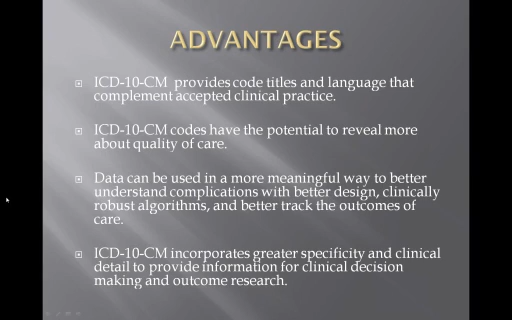 ADVANTAGES
ICD-10-CM provides code titles and language that
complement accepted clinical practice.
ICD-10-CM codes have the potential to reveal more
about quality of care.
Data can be used in a more meaningful way to better
understand complications with better design, clinically
robust algorithms, and better track the outcomes of
care.
ICD-10-CM incorporates greater specificity and clinical
detail to provide information for clinical decision
making and outcome research.